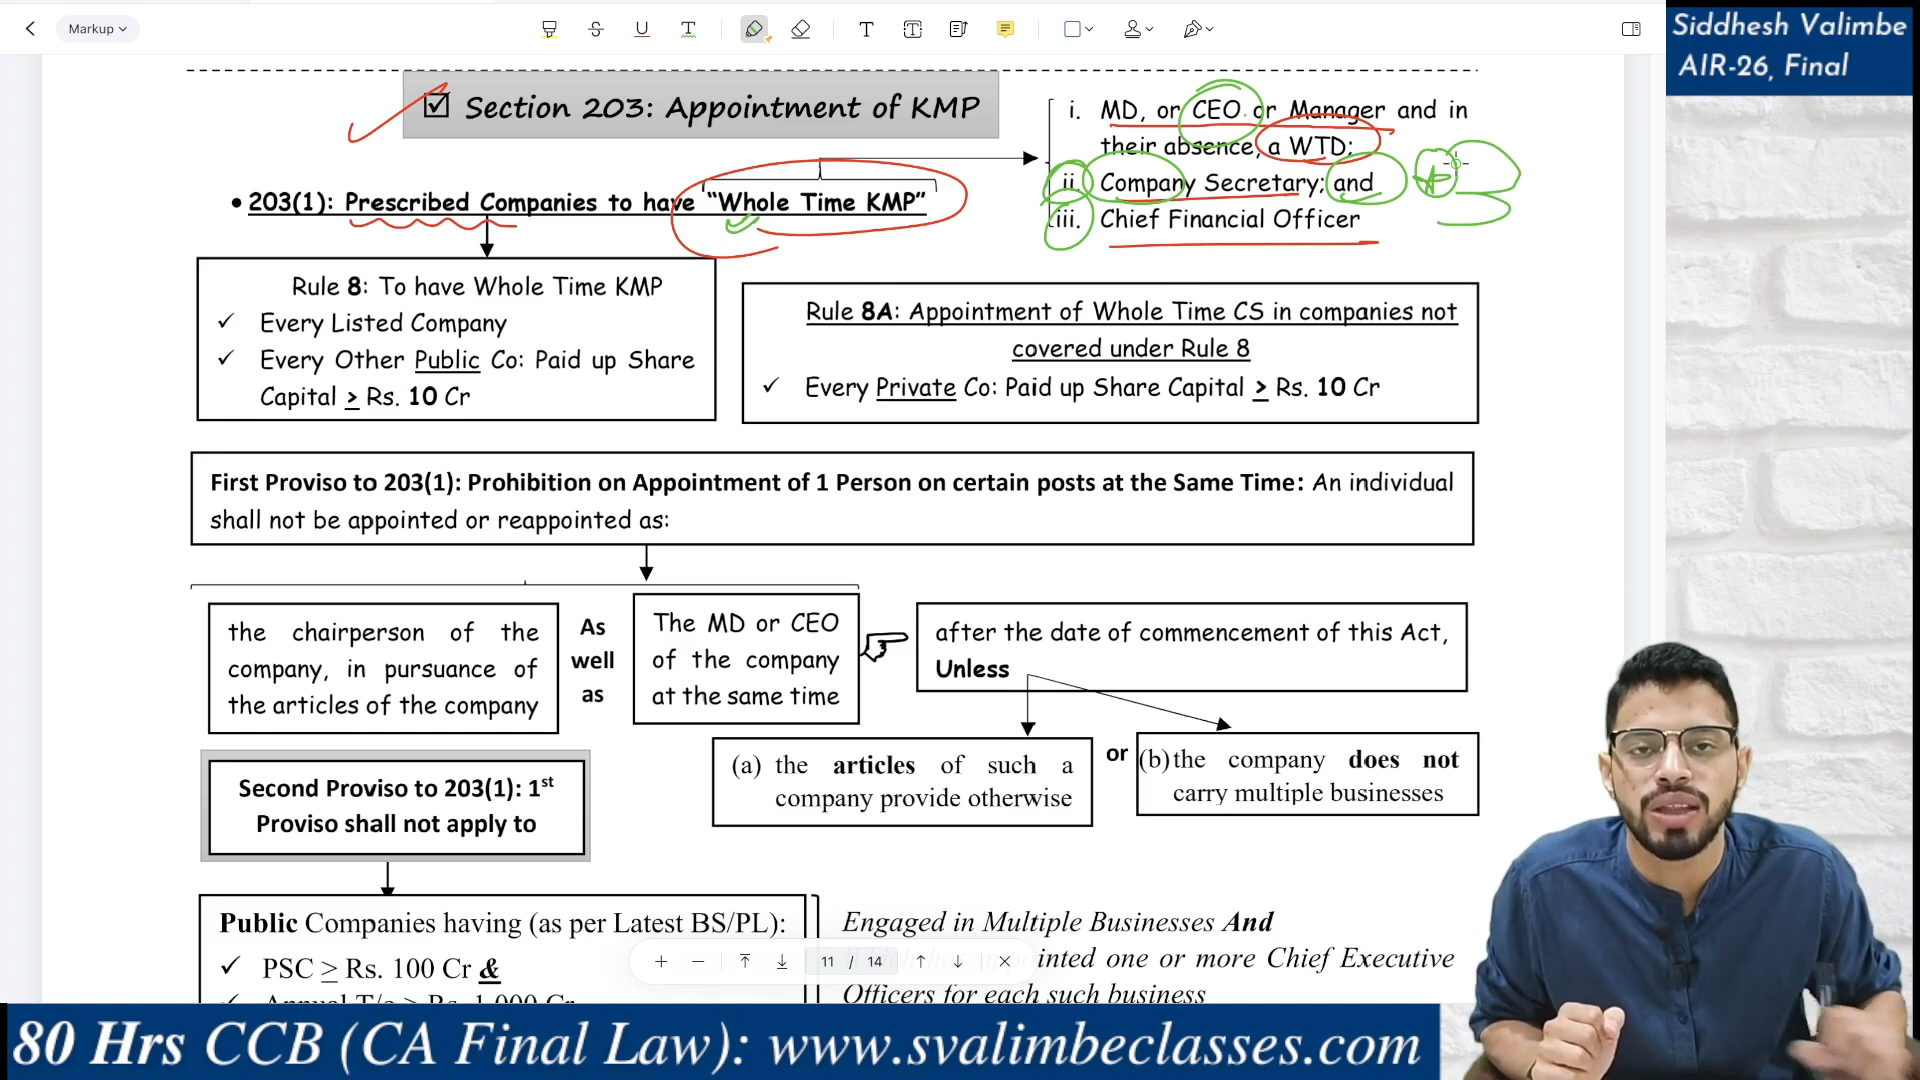 Markup
Siddhesh Valimbe
AIR-26, Final
Section 203: Appointment of KMP
i. MD, or CEO or Manager and in
their absence, a WTD;
ii. Company Secretary; and
iii. Chief Financial Officer
• 203(1): Prescribed Companies to have “Whole Time KMP”
Rule 8: To have Whole Time KMP
✓ Every Listed Company
✓ Every Other Public Co: Paid up Share
Capital ≥ Rs. 10 Cr
Rule 8A: Appointment of Whole Time CS in companies not
covered under Rule 8
✓ Every Private Co: Paid up Share Capital ≥ Rs. 10 Cr
First Proviso to 203(1): Prohibition on Appointment of 1 Person on certain posts at the Same Time: An individual
shall not be appointed or reappointed as:
the chairperson of the
company, in pursuance of
the articles of the company
As
well
as
The MD or CEO
of the company
at the same time
after the date of commencement of this Act,
Unless
(a) the articles of such a
company provide otherwise
or
(b) the company does not
carry multiple businesses
Second Proviso to 203(1): 1st
Proviso shall not apply to
Public Companies having (as per Latest BS/PL):
✓ PSC ≥ Rs. 100 Cr &
Annual T/o ≥ Rs. 1,000 Cr
Engaged in Multiple Businesses And
inted one or more Chief Executive
Officers for each such business
11 / 14
80 Hrs CCB (CA Final Law): www.svalimbeclasses.com